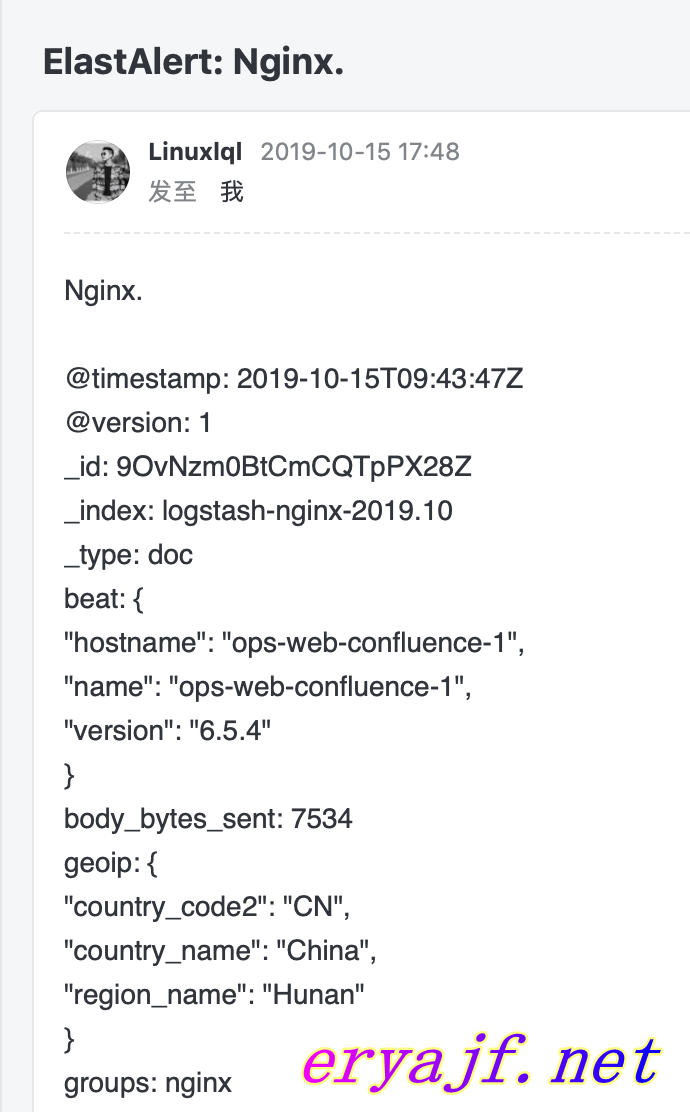 ElastAlert: Nginx.
Linuxlql 2019-10-15 17:48
发至 我
Nginx.
@timestamp: 2019-10-15T09:43:47Z
@version: 1
_id: 9OvNzm0BtCmCQTpPX28Z
_index: logstash-nginx-2019.10
_type: doc
beat: {
"hostname": "ops-web-confluence-1",
"name": "ops-web-confluence-1",
"version": "6.5.4"
}
body_bytes_sent: 7534
geoip: {
"country_code2": "CN",
"country_name": "China",
"region_name": "Hunan"
}
groups: nginx
eryajf.net